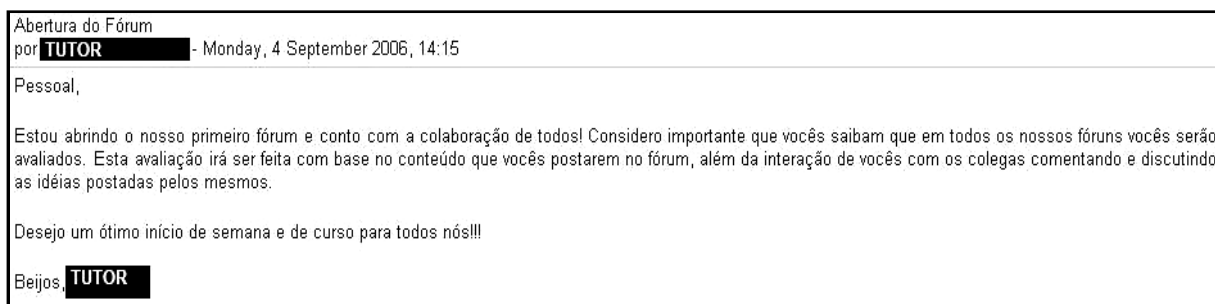 Abertura do Fórum
por TUTOR - Monday, 4 September 2006, 14:15
Pessoal,
Estou abrindo o nosso primeiro fórum e conto com a colaboração de todos! Considero importante que vocês saibam que em todos os nossos fóruns vocês serão
avaliados. Esta avaliação irá ser feita com base no conteúdo que vocês postarem no fórum, além da interação de vocês com os colegas comentando e discutindo
as idéias postadas pelos mesmos.
Desejo um ótimo início de semana e de curso para todos nós!!!
Beijos, TUTOR